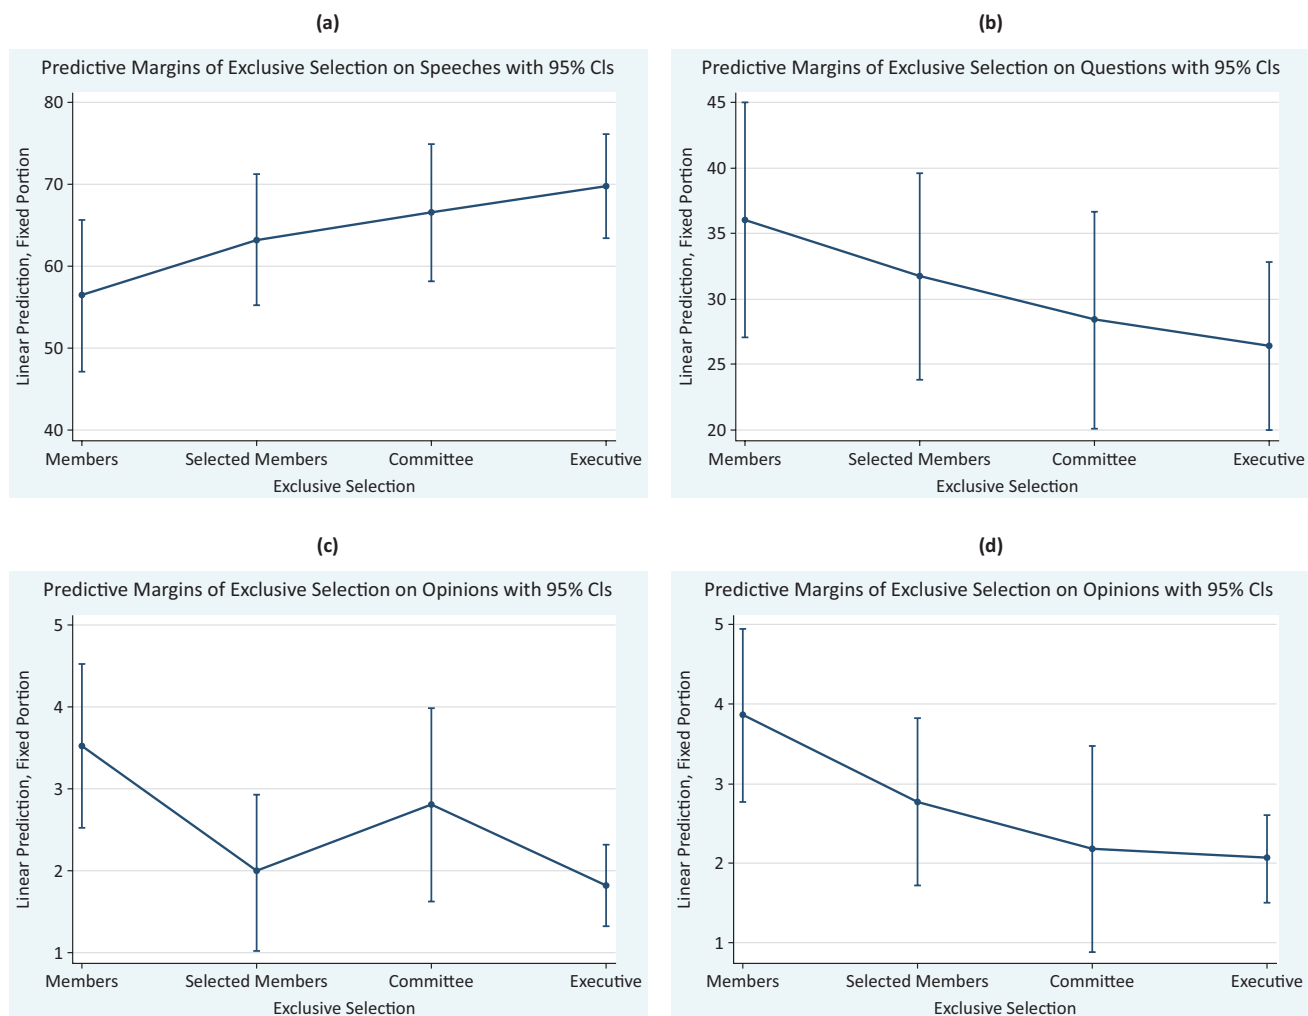 (a)
Predictive Margins of Exclusive Selection on Speeches with 95% CIs
80
70
60
50
40
Linear Prediction, Fixed Portion
Members
Selected Members
Committee
Executive
Exclusive Selection
(b)
Predictive Margins of Exclusive Selection on Questions with 95% CIs
45
40
35
30
25
20
Linear Prediction, Fixed Portion
Members
Selected Members
Committee
Executive
Exclusive Selection
(c)
Predictive Margins of Exclusive Selection on Opinions with 95% CIs
5
4
3
2
1
Linear Prediction, Fixed Portion
Members
Selected Members
Committee
Executive
Exclusive Selection
(d)
Predictive Margins of Exclusive Selection on Opinions with 95% CIs
5
4
3
2
1
Linear Prediction, Fixed Portion
Members
Selected Members
Committee
Executive
Exclusive Selection